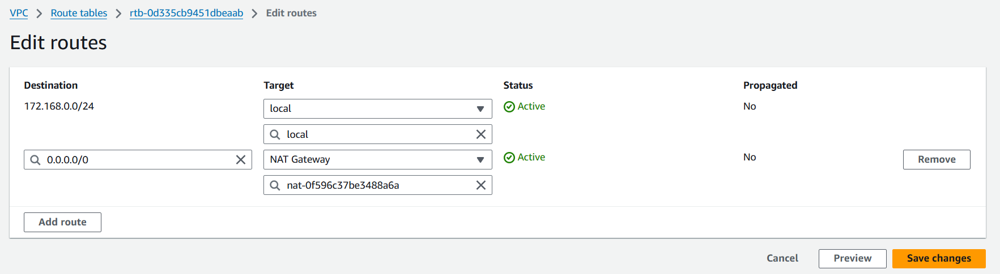 VPC > Route tables > rtb-0d335cb9451dbeaab > Edit routes
Edit routes
Destination Target Status Propagated
172.168.0.0/24 local Active No
local
0.0.0.0/0 NAT Gateway Active No Remove
nat-0f596c37be3488a6a
Add route
Cancel Preview Save changes